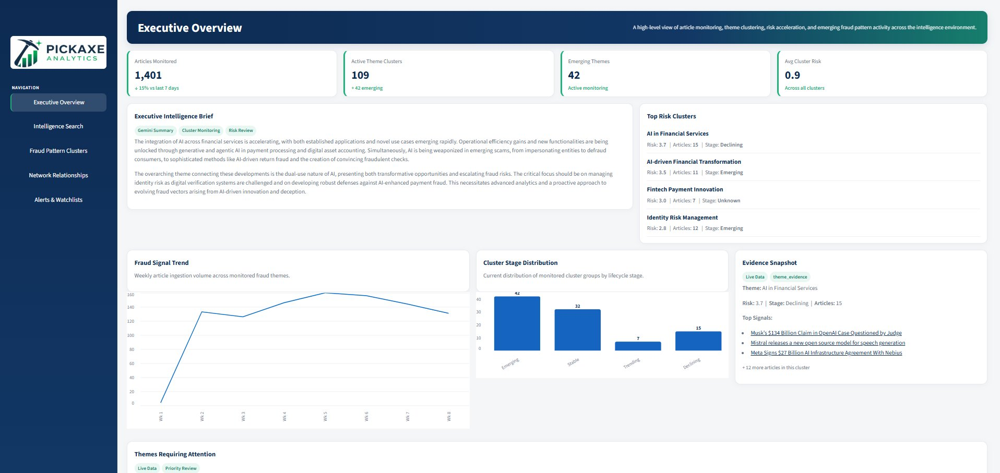 PICKAXE
ANALYTICS
NAVIGATION
Executive Overview
Intelligence Search
Fraud Pattern Clusters
Network Relationships
Alerts & Watchlists
Executive Overview
A high-level view of article monitoring, theme clustering, risk acceleration, and emerging fraud pattern activity across the intelligence environment.
Articles Monitored
1,401
↓ 15% vs last 7 days
Active Theme Clusters
109
+ 42 emerging
Emerging Themes
42
Active monitoring
Avg Cluster Risk
0.9
Across all clusters
Executive Intelligence Brief
Gemini Summary Cluster Monitoring Risk Review
The integration of AI across financial services is accelerating, with both established applications and novel use cases emerging rapidly. Operational efficiency gains and new functionalities are being
unlocked through generative and agentic AI in payment processing and digital asset accounting. Simultaneously, AI is being weaponized in emerging scams, from impersonating entities to defraud
consumers, to sophisticated methods like AI-driven return fraud and the creation of convincing fraudulent checks.
The overarching theme connecting these developments is the dual-use nature of AI, presenting both transformative opportunities and escalating fraud risks. The critical focus should be on managing
identity risk as digital verification systems are challenged and on developing robust defenses against AI-enhanced payment fraud. This necessitates advanced analytics and a proactive approach to
evolving fraud vectors arising from AI-driven innovation and deception.
Top Risk Clusters
AI in Financial Services
Risk: 3.7 | Articles: 15 | Stage: Declining
AI-driven Financial Transformation
Risk: 3.5 | Articles: 11 | Stage: Emerging
Fintech Payment Innovation
Risk: 3.0 | Articles: 7 | Stage: Unknown
Identity Risk Management
Risk: 2.8 | Articles: 12 | Stage: Emerging
Fraud Signal Trend
Weekly article ingestion volume across monitored fraud themes.
160
140
120
100
80
60
40
20
0
Wk 1 Wk 2 Wk 3 Wk 4 Wk 5 Wk 6 Wk 7 Wk 8
Cluster Stage Distribution
Current distribution of monitored cluster groups by lifecycle stage.
42
32
7
15
40
30
20
10
0
Emerging Stable Trending Declining
Evidence Snapshot
Live Data theme_evidence
Theme: AI in Financial Services
Risk: 3.7 | Stage: Declining | Articles: 15
Top Signals:
• Musk's $134 Billion Claim in OpenAI Case Questioned by Judge
• Mistral releases a new open source model for speech generation
• Meta Signs $27 Billion AI Infrastructure Agreement With Nebius
+ 12 more articles in this cluster
Themes Requiring Attention
Live Data Priority Review